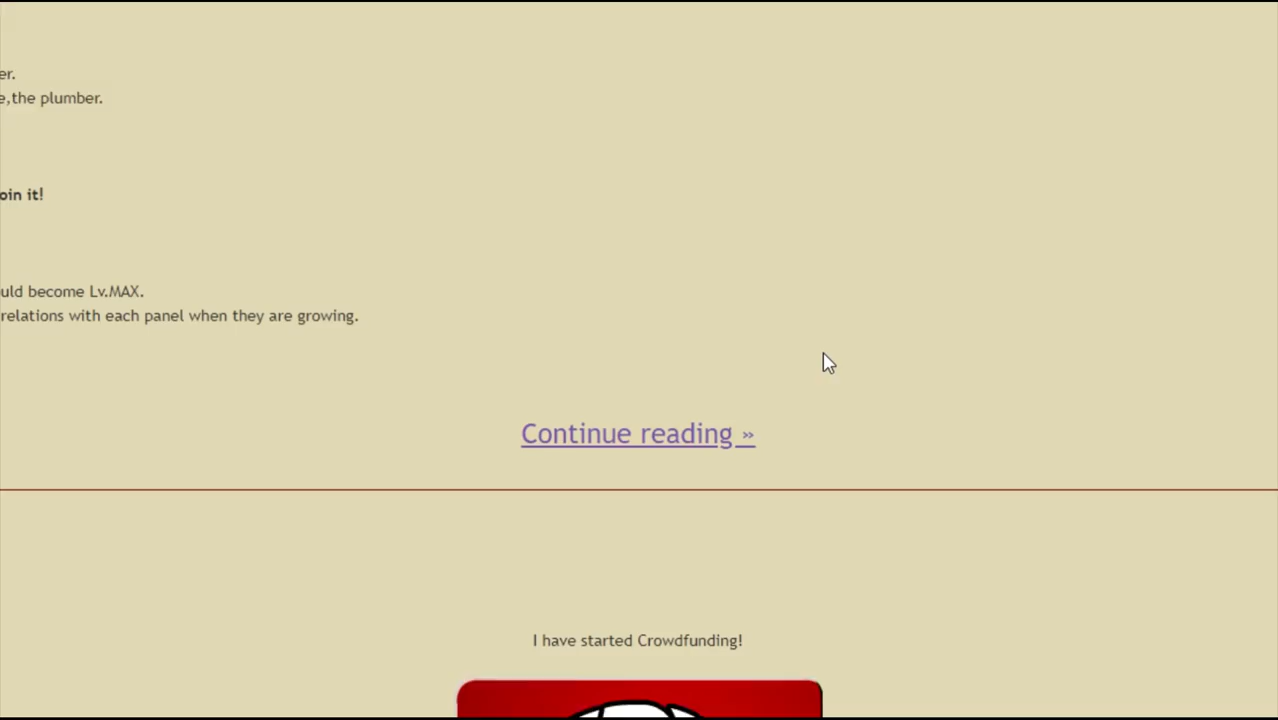 er.
e,the plumber.
oin it!
uld become Lv.MAX.
relations with each panel when they are growing.
Continue reading »
I have started Crowdfunding!